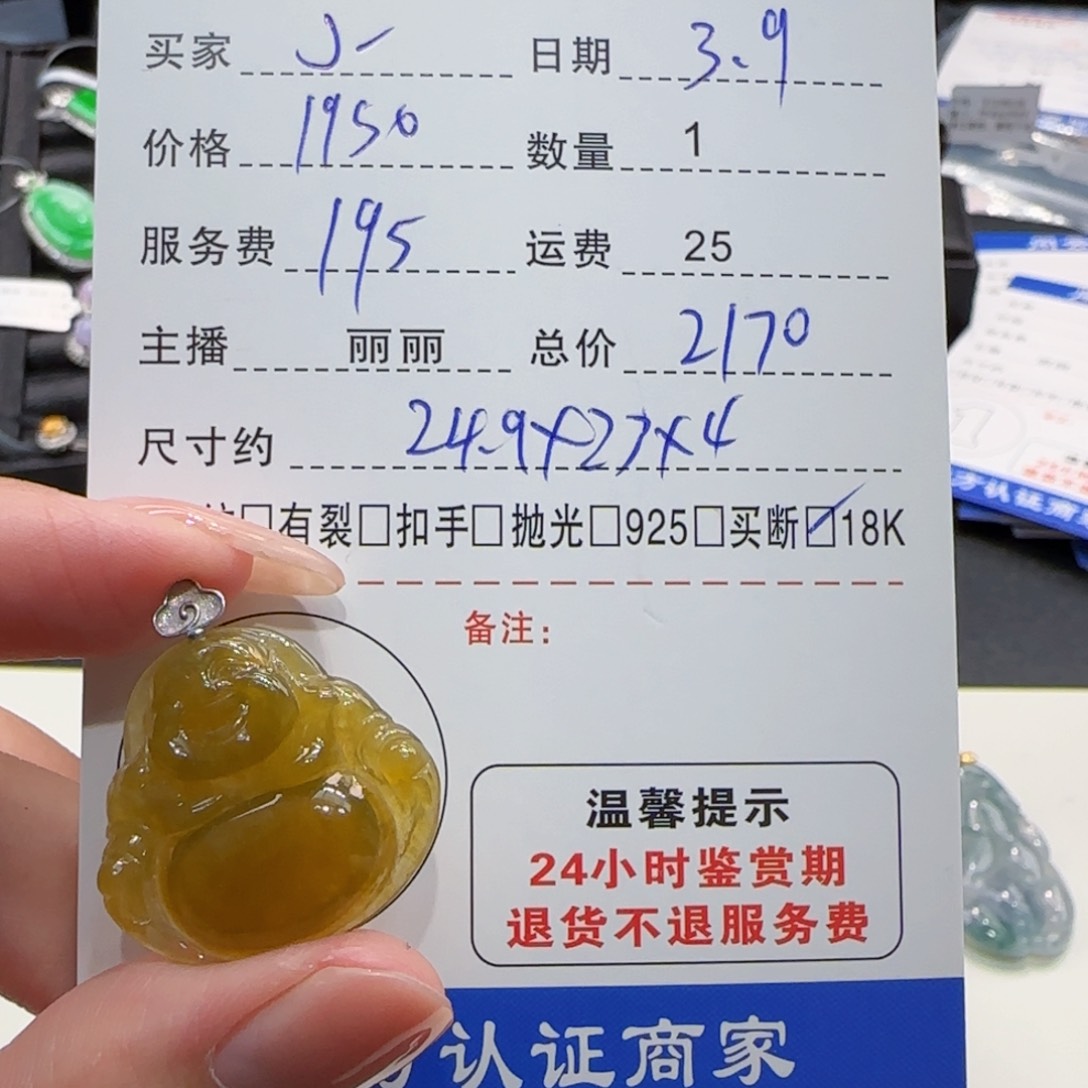 买家 J- 日期 3.9
价格 1950 数量 1
服务费 195 运费 25
主播 丽丽 总价 2170
尺寸约 24.9×23×4
□有裂□扣手□抛光□925□买断☑18K
备注：
温馨提示
24小时鉴赏期
退货不退服务费
认证商家